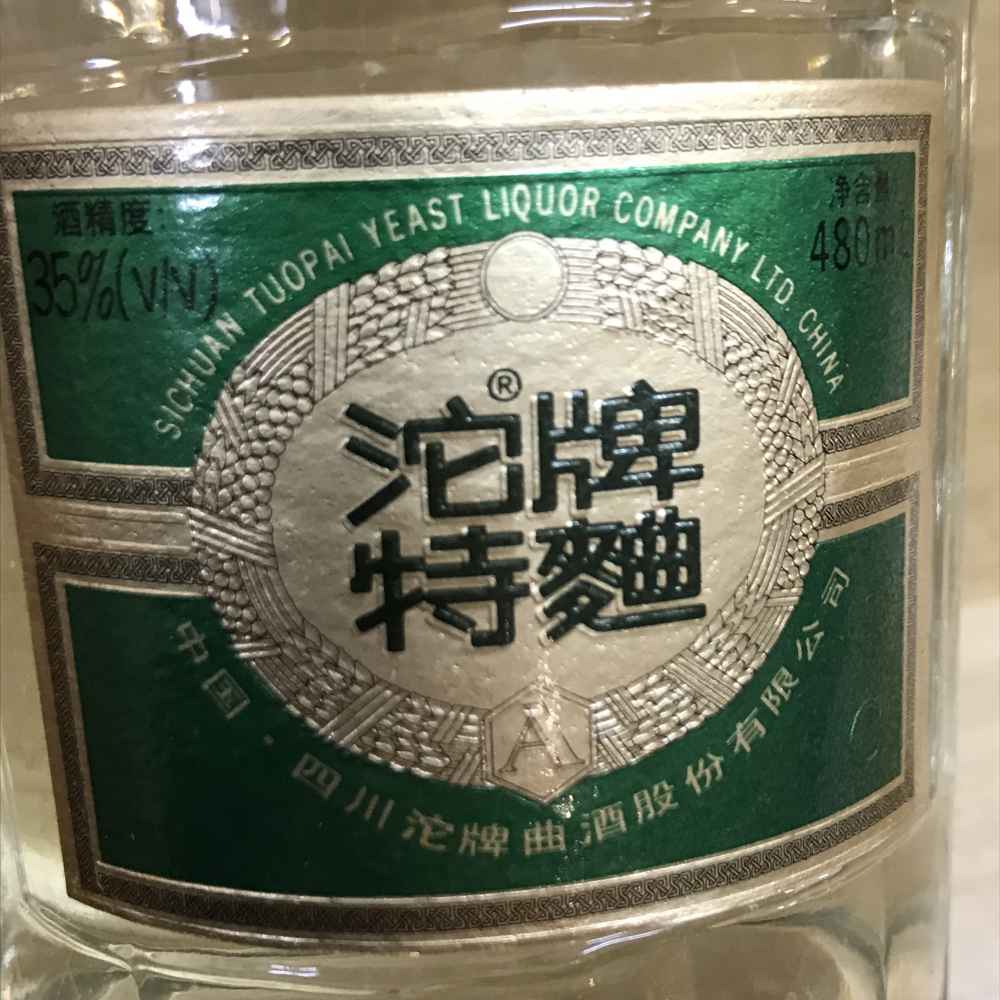 酒精度:
35%(V/V)
净含量:
480ml
SICHUAN TUOPAI YEAST LIQUOR COMPANY LTD. CHINA
沱牌®
特麯
A
中国·四川沱牌曲酒股份有限公司